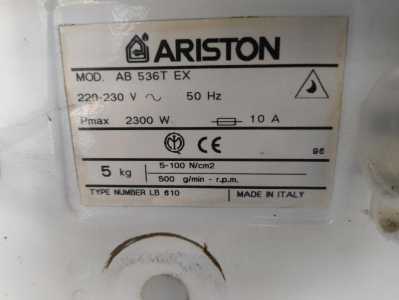 ARISTON
MOD. AB 536T EX
220-230 V ~ 50 Hz
Pmax 2300 W. 10 A
CE 96
5 kg
5-100 N/cm2
500 g/min - r.p.m.
TYPE NUMBER LB 610
MADE IN ITALY